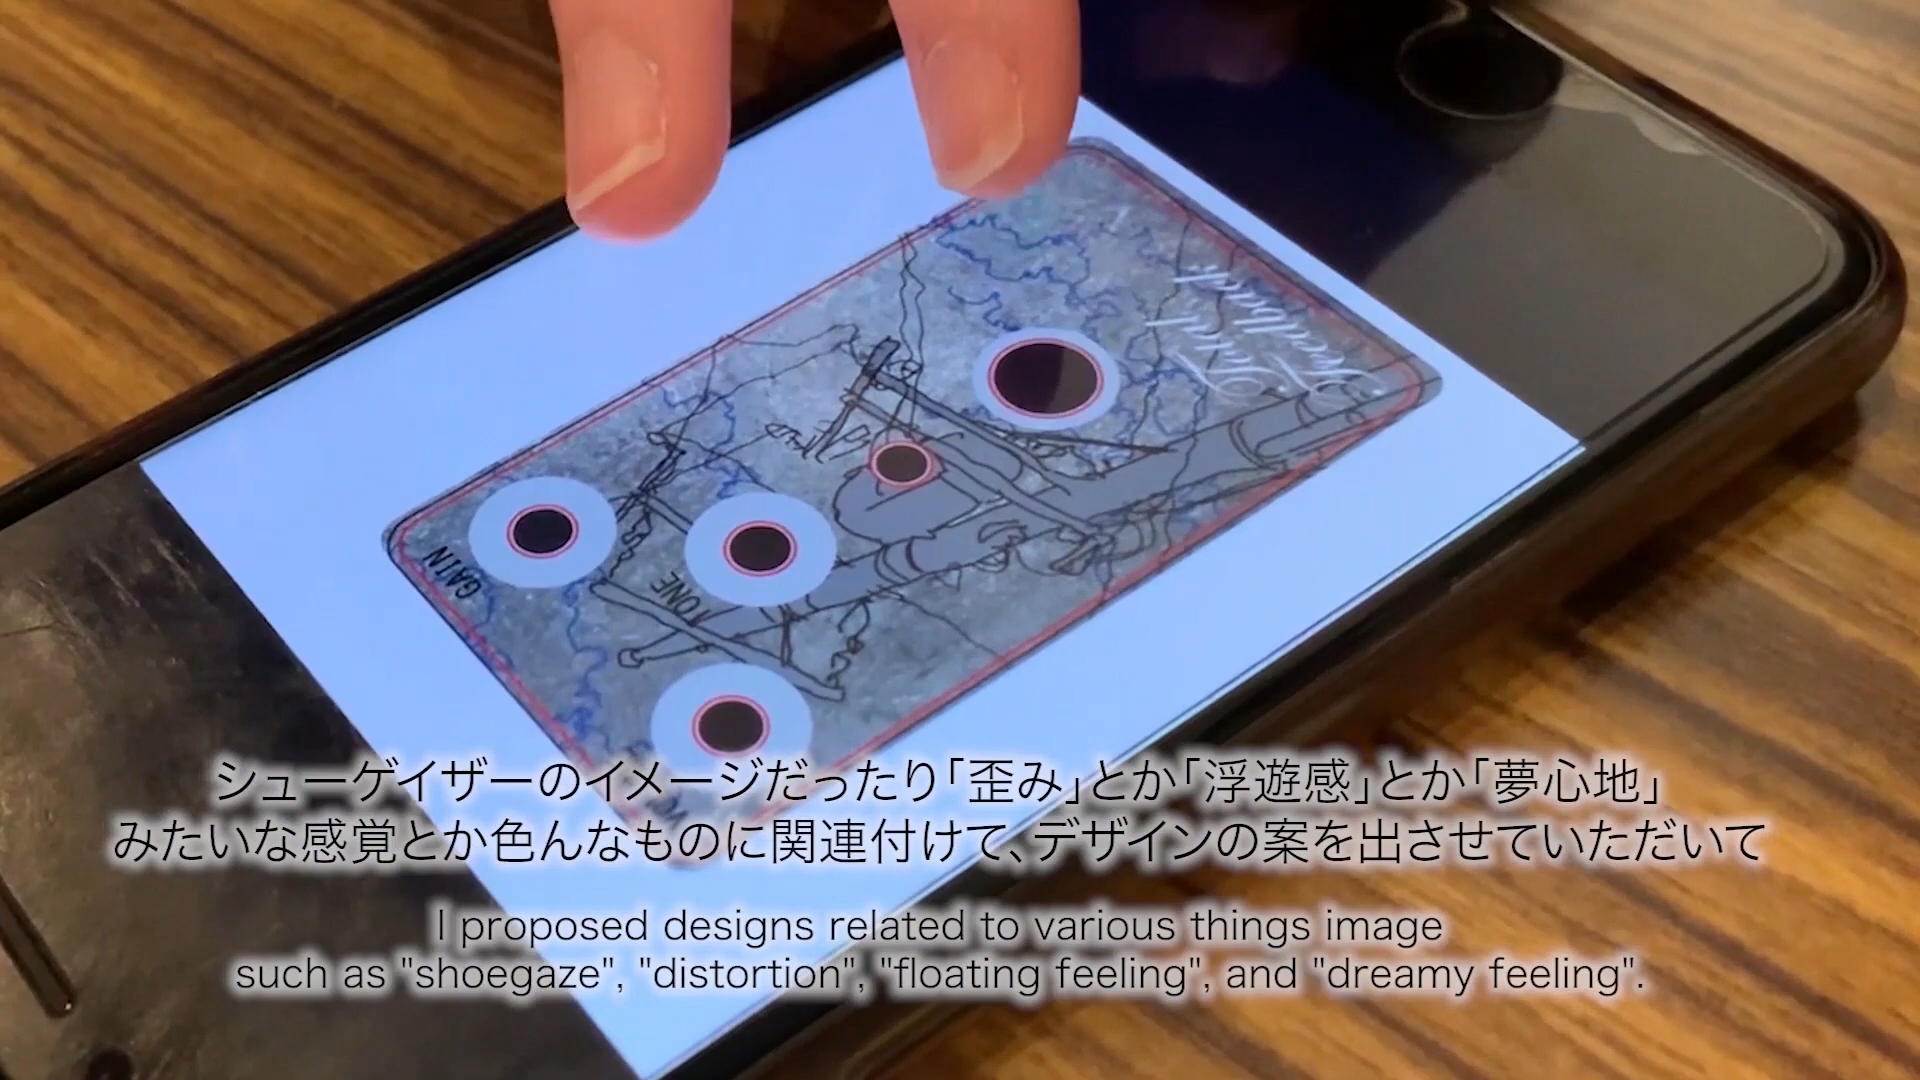 Total
Feedback
GAIN
TONE
シューゲイザーのイメージだったり「歪み」とか「浮遊感」とか「夢心地」
みたいな感覚とか色んなものに関連付けて、デザインの案を出させていただいて
I proposed designs related to various things image
such as "shoegaze", "distortion", "floating feeling", and "dreamy feeling".